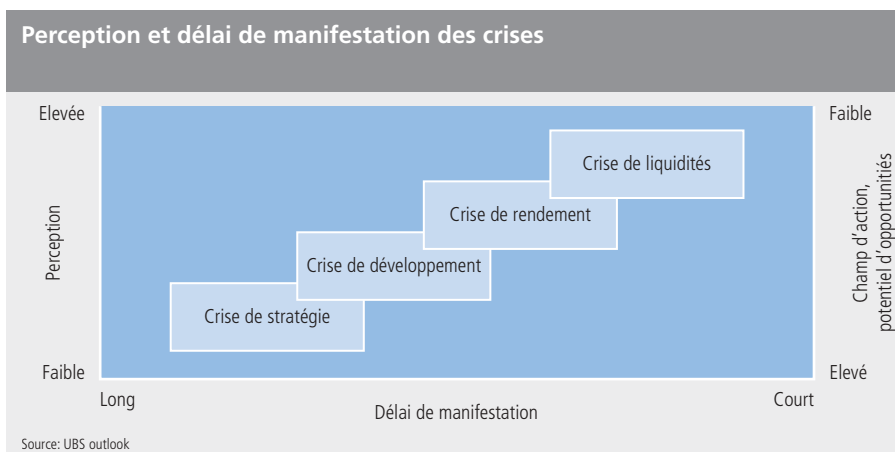 Perception et délai de manifestation des crises
Elevée
Faible
Crise de liquidités
Crise de rendement
Crise de développement
Crise de stratégie
Perception
Champ d'action,
potentiel d'opportunités
Faible
Elevé
Long
Délai de manifestation
Court
Source: UBS outlook